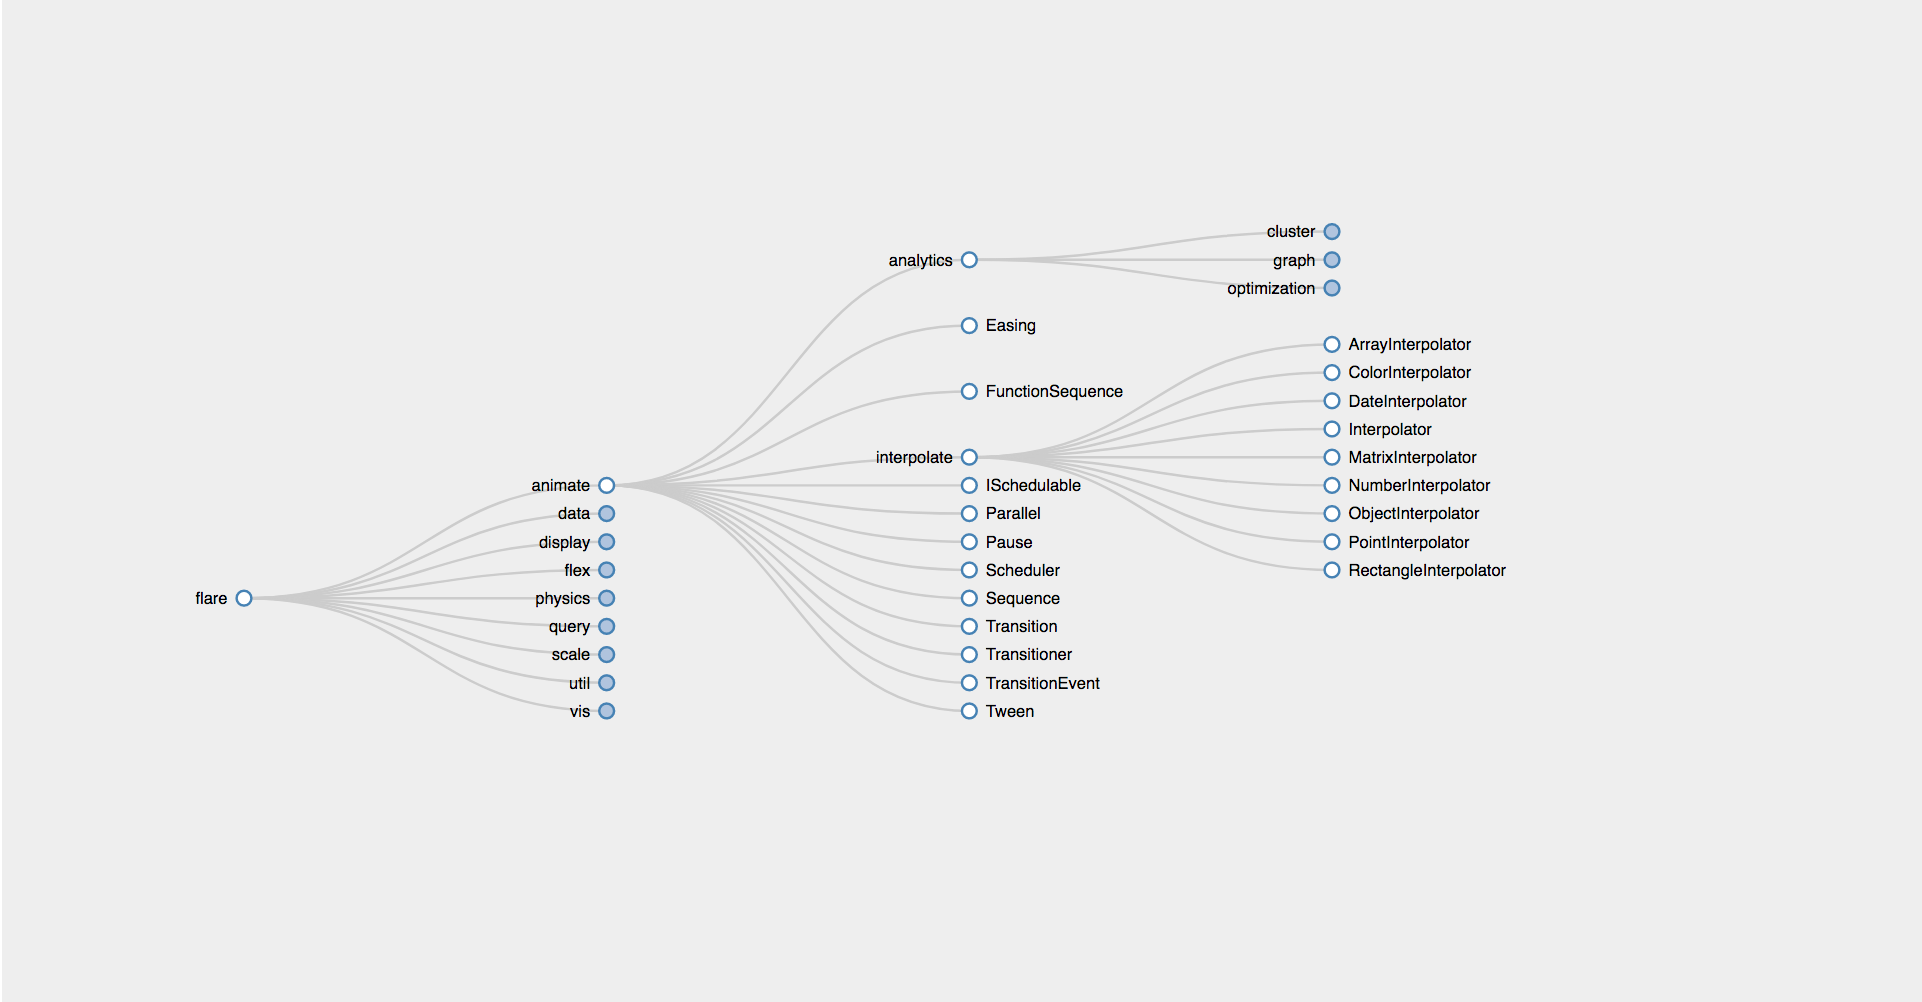 flare
animate
data
display
flex
physics
query
scale
util
vis
analytics
Easing
FunctionSequence
interpolate
ISchedulable
Parallel
Pause
Scheduler
Sequence
Transition
Transitioner
TransitionEvent
Tween
cluster
graph
optimization
ArrayInterpolator
ColorInterpolator
DateInterpolator
Interpolator
MatrixInterpolator
NumberInterpolator
ObjectInterpolator
PointInterpolator
RectangleInterpolator